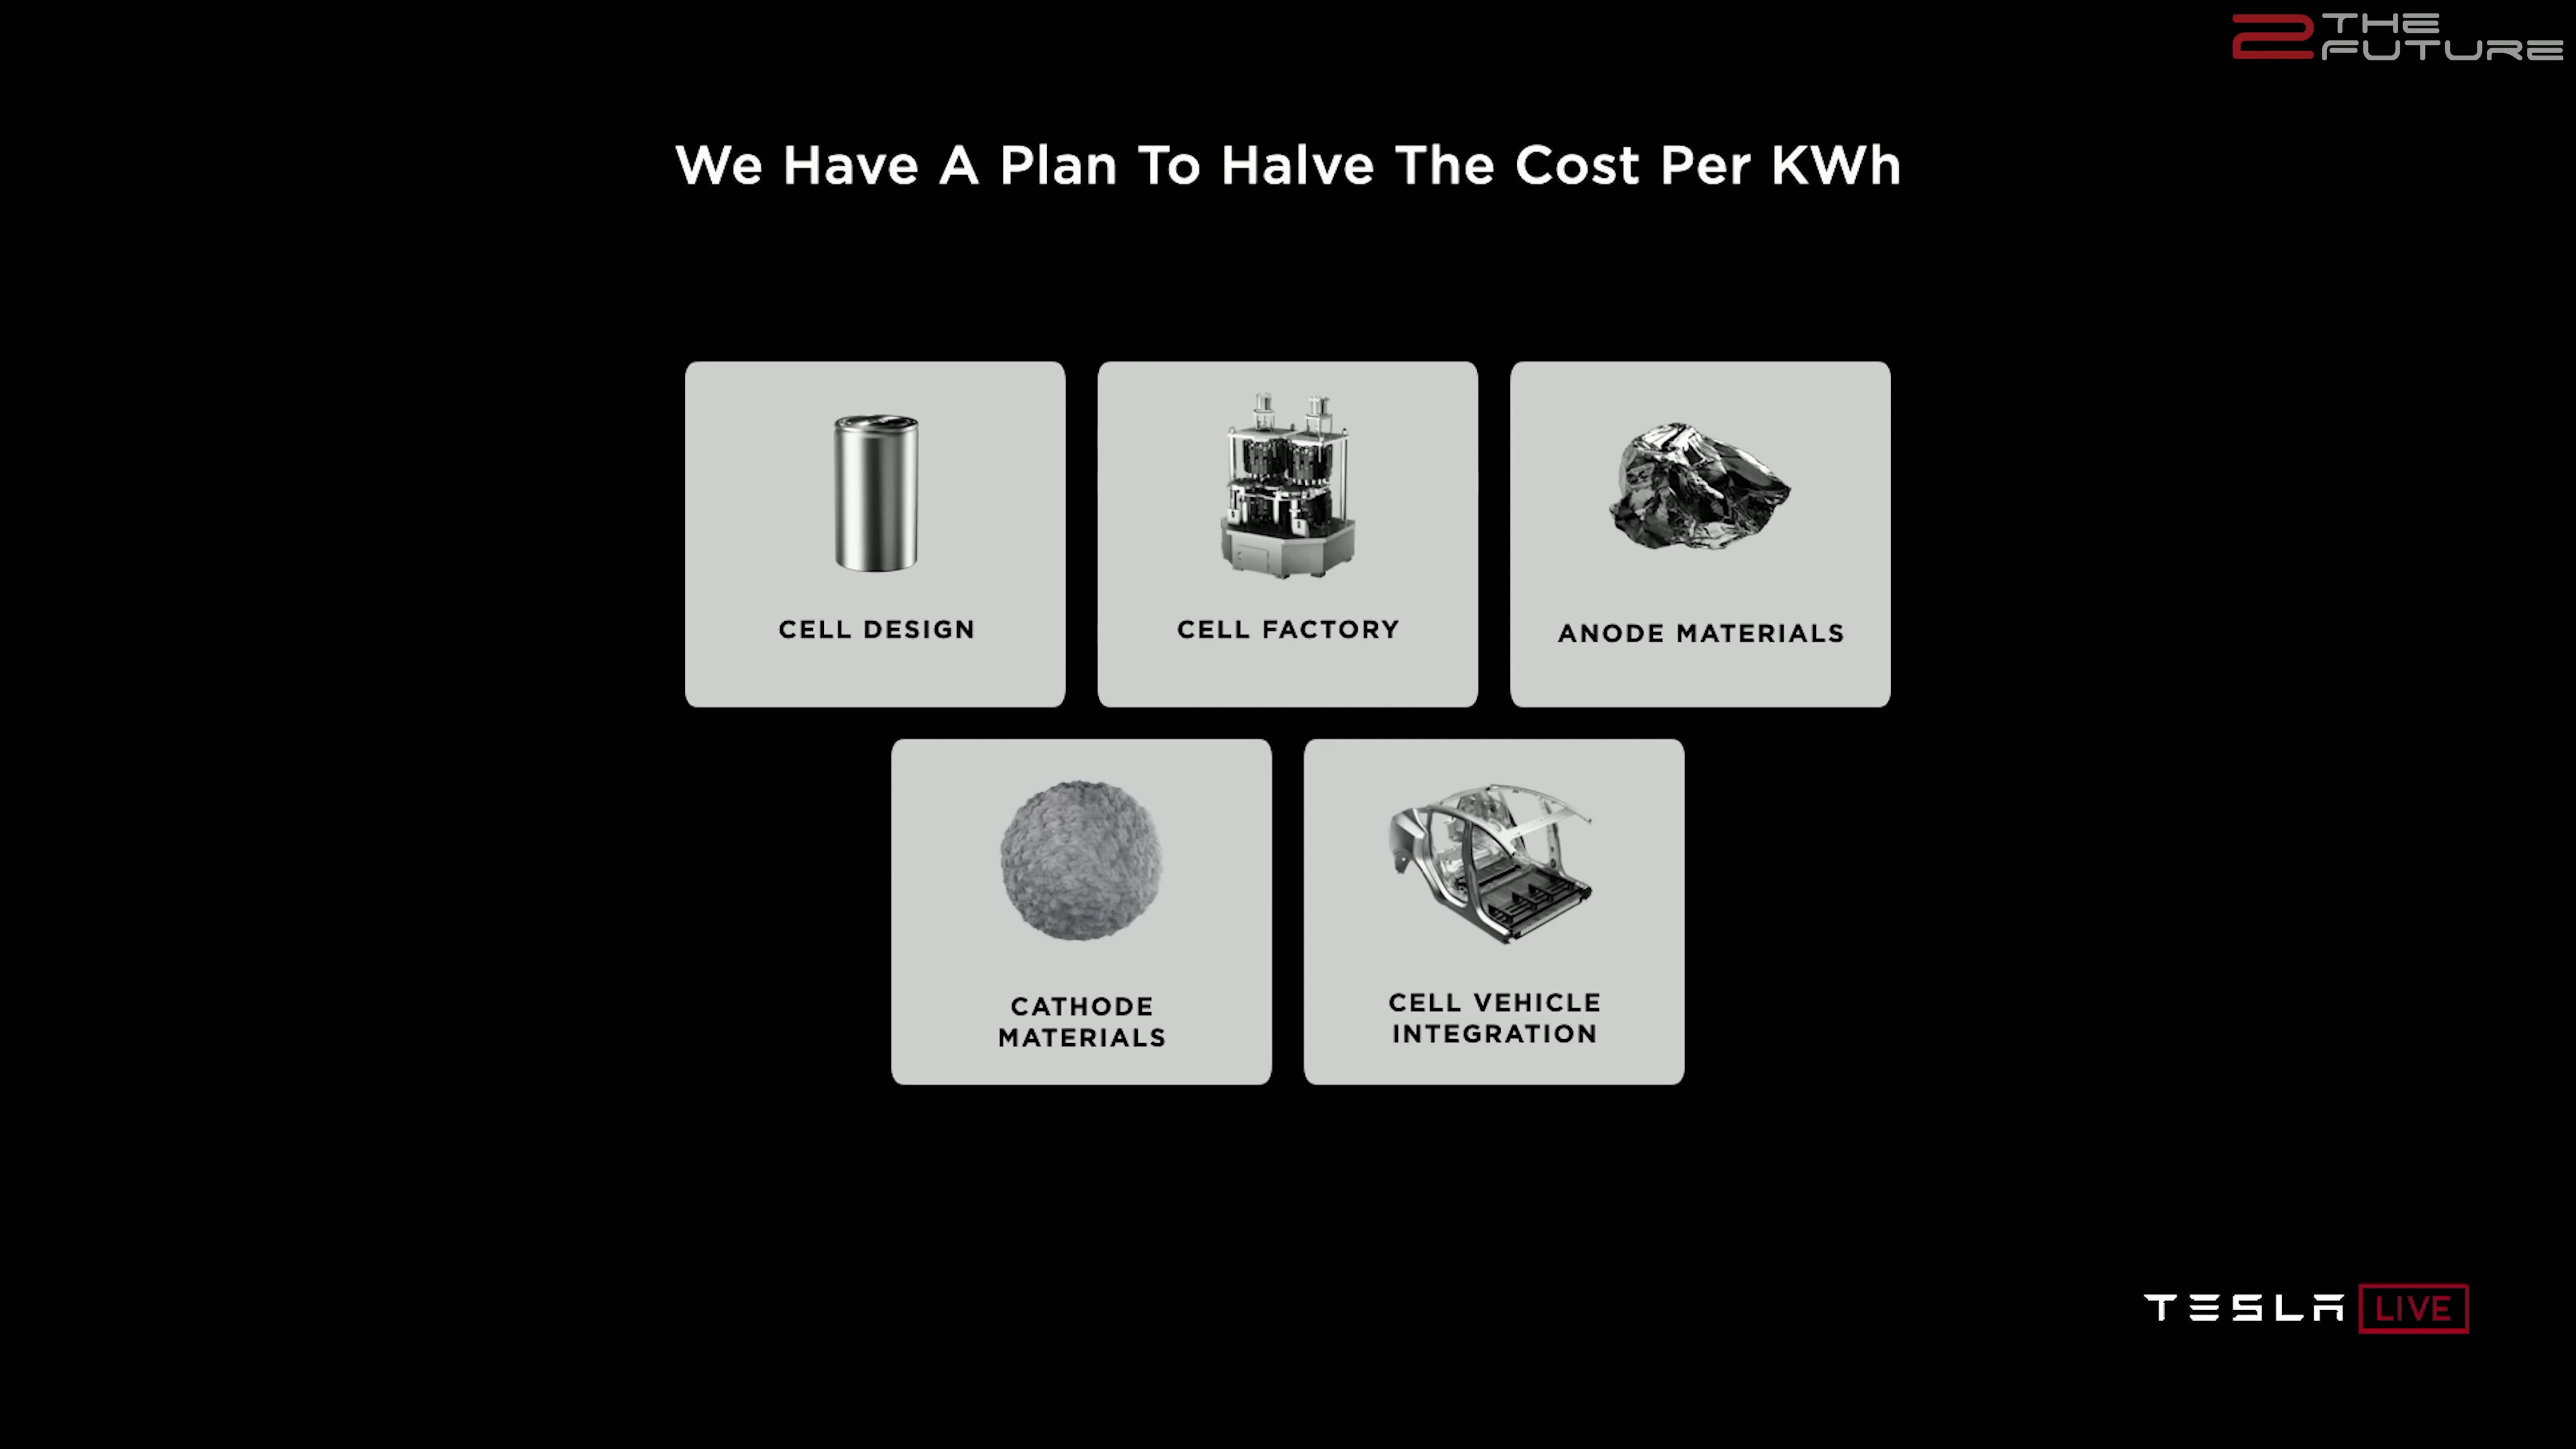 2 THE
FUTURE
We Have A Plan To Halve The Cost Per KWh
CELL DESIGN
CELL FACTORY
ANODE MATERIALS
CATHODE
MATERIALS
CELL VEHICLE
INTEGRATION
TESLA LIVE